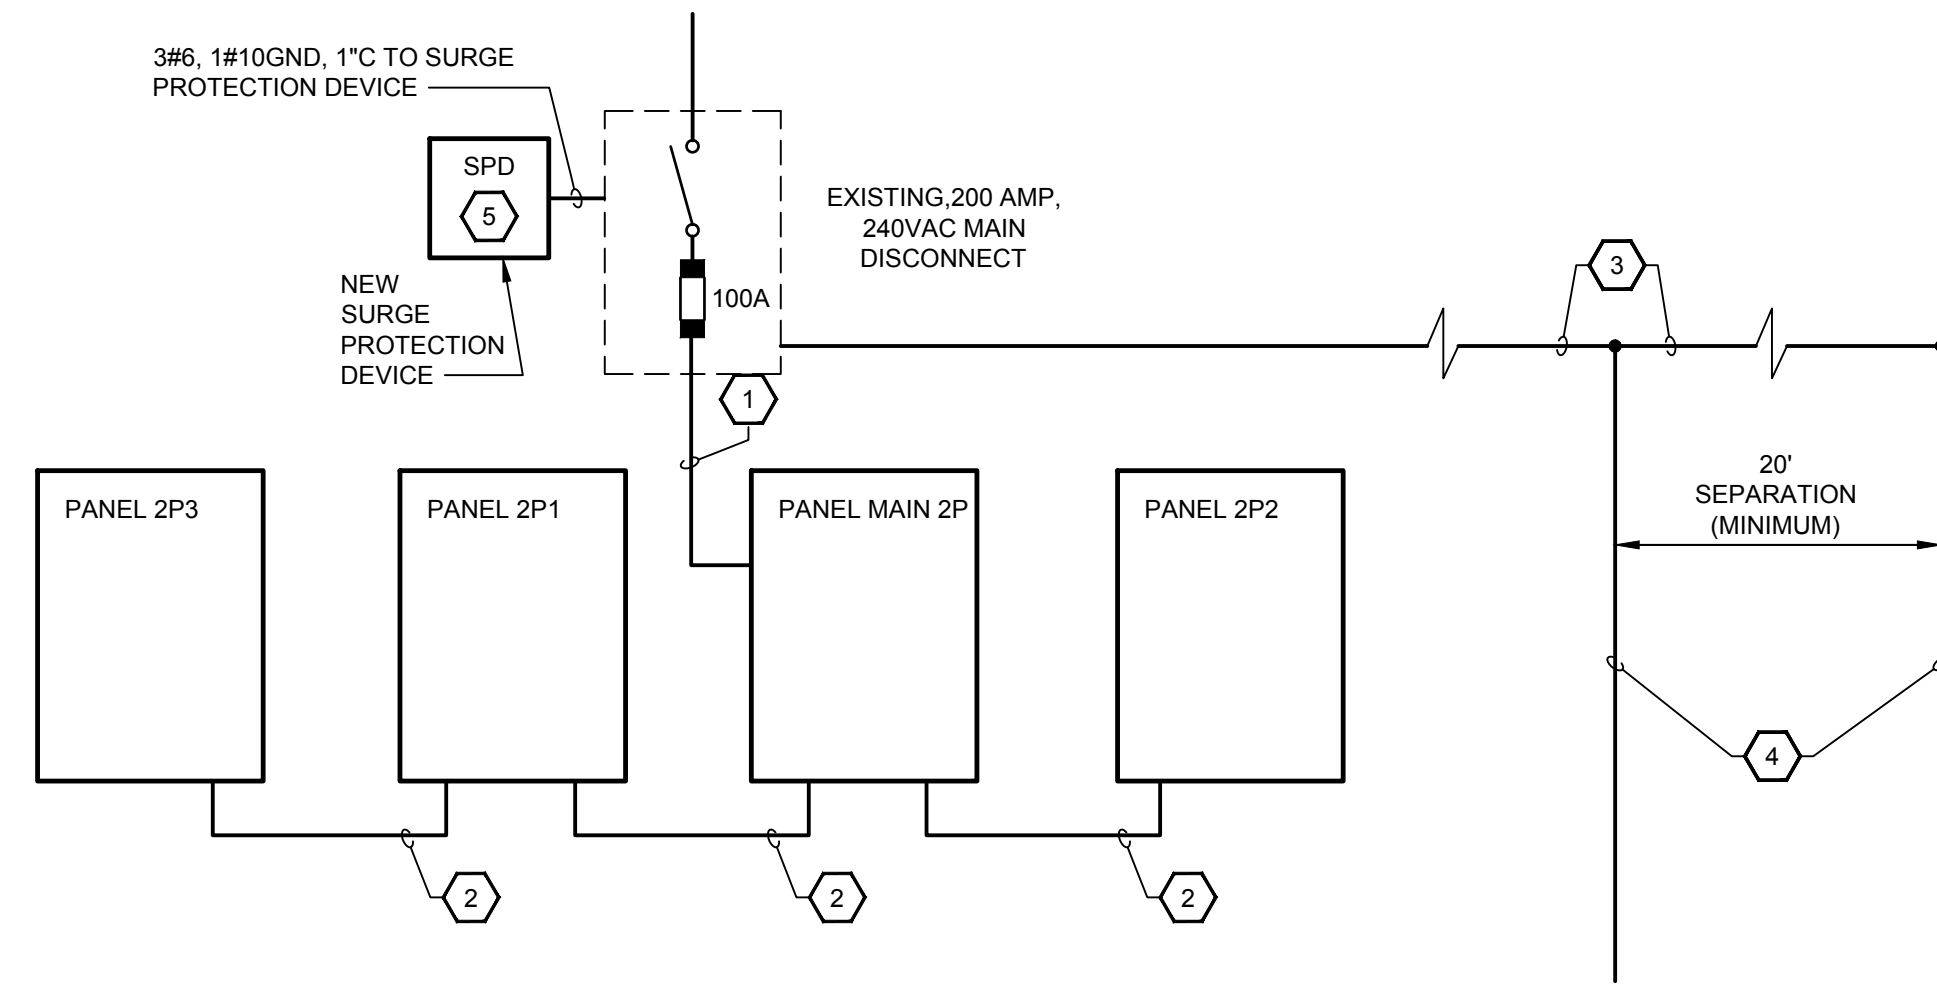 3#6, 1#10GND, 1"C TO SURGE
PROTECTION DEVICE
SPD
5
NEW
SURGE
PROTECTION
DEVICE
100A
EXISTING,200 AMP,
240VAC MAIN
DISCONNECT
3
1
PANEL 2P3
PANEL 2P1
PANEL MAIN 2P
PANEL 2P2
20'
SEPARATION
(MINIMUM)
4
2
2
2